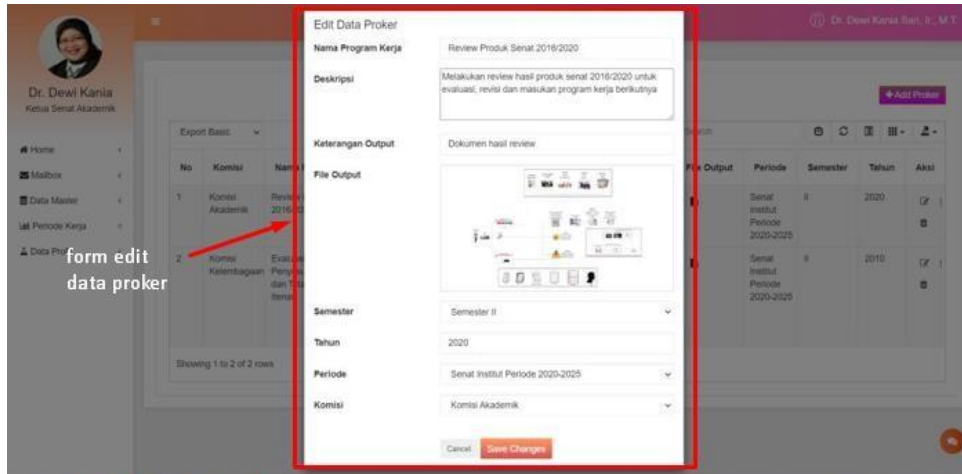 Dr. Dewi Kania Sari, Ir., M.T.
Dr. Dewi Kania
Ketua Senat Akademik
Home
Mailbox
Data Master
Periode Kerja
Data
form edit
data proker
Edit Data Proker
Nama Program Kerja
Review Produk Senat 2016/2020
Deskripsi
Melakukan review hasil produk senat 2016/2020 untuk
evaluasi, revisi dan masukan program kerja berikutnya
Keterangan Output
Dokumen hasil review
File Output
Semester
Semester II
Tahun
2020
Periode
Senat Institut Periode 2020-2025
Komisi
Komisi Akademik
Cancel
Save Changes
+Add Proker
Export Basic
Search
No Komisi Output Periode Semester Tahun Aksi
1 Komisi Senat II 2020
Akademik Institut
Periode
2020-2025
2 Komisi Senat II 2010
Kelembagaan Institut
Periode
2020-2025
Showing 1 to 2 of 2 rows